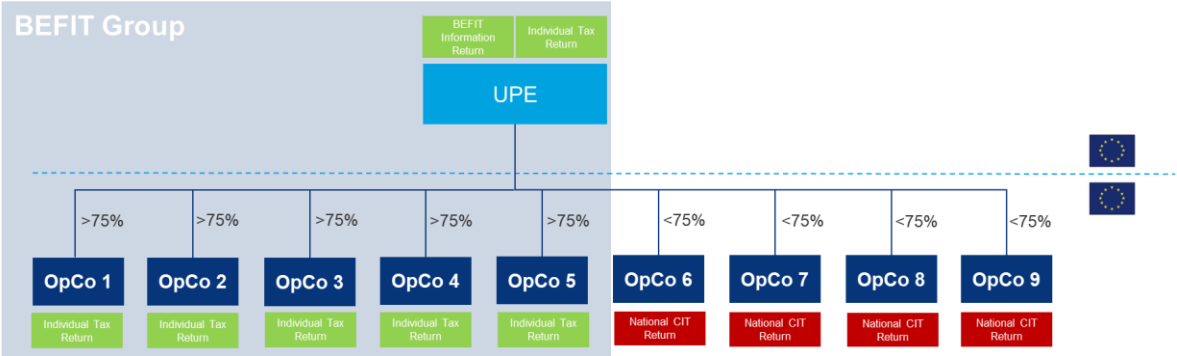 BEFIT Group
BEFIT
Information
Return
Individual Tax
Return
UPE
>75%
>75%
>75%
>75%
>75%
<75%
<75%
<75%
<75%
OpCo 1
OpCo 2
OpCo 3
OpCo 4
OpCo 5
OpCo 6
OpCo 7
OpCo 8
OpCo 9
Individual Tax
Return
Individual Tax
Return
Individual Tax
Return
Individual Tax
Return
Individual Tax
Return
National CIT
Return
National CIT
Return
National CIT
Return
National CIT
Return